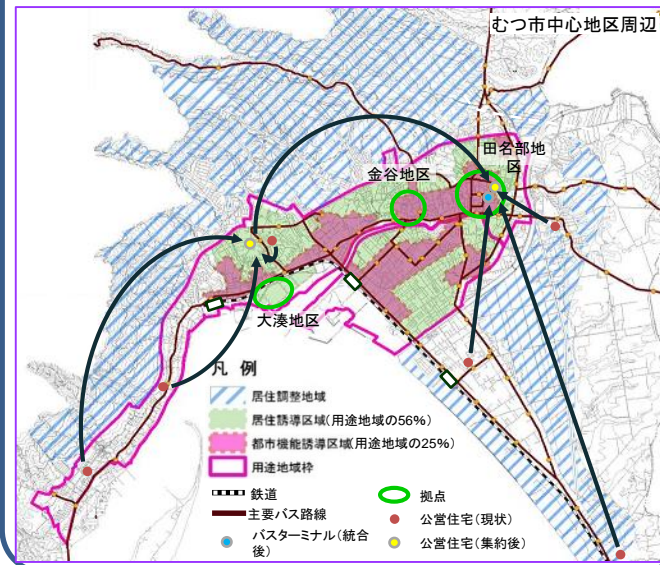 むつ市中心地区周辺
田名部地
区
金谷地区
大湊地区
凡 例
居住調整地域
居住誘導区域(用途地域の56%)
都市機能誘導区域(用途地域の25%)
用途地域枠
鉄道
拠点
主要バス路線
公営住宅(現状)
バスターミナル(統合
後)
公営住宅(集約後)